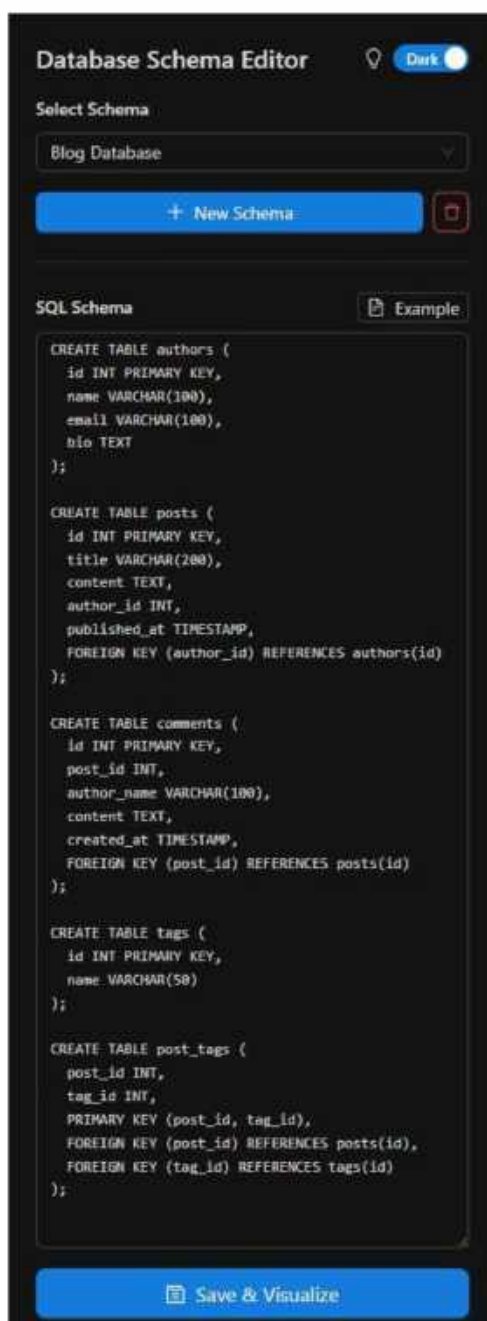 Database Schema Editor
Dark
Select Schema
Blog Database
+ New Schema
SQL Schema
Example
CREATE TABLE authors (
  id INT PRIMARY KEY,
  name VARCHAR(100),
  email VARCHAR(100),
  bio TEXT
);
CREATE TABLE posts (
  id INT PRIMARY KEY,
  title VARCHAR(200),
  content TEXT,
  author_id INT,
  published_at TIMESTAMP,
  FOREIGN KEY (author_id) REFERENCES authors(id)
);
CREATE TABLE comments (
  id INT PRIMARY KEY,
  post_id INT,
  author_name VARCHAR(100),
  content TEXT,
  created_at TIMESTAMP,
  FOREIGN KEY (post_id) REFERENCES posts(id)
);
CREATE TABLE tags (
  id INT PRIMARY KEY,
  name VARCHAR(50)
);
CREATE TABLE post_tags (
  post_id INT,
  tag_id INT,
  PRIMARY KEY (post_id, tag_id),
  FOREIGN KEY (post_id) REFERENCES posts(id),
  FOREIGN KEY (tag_id) REFERENCES tags(id)
);
Save & Visualize